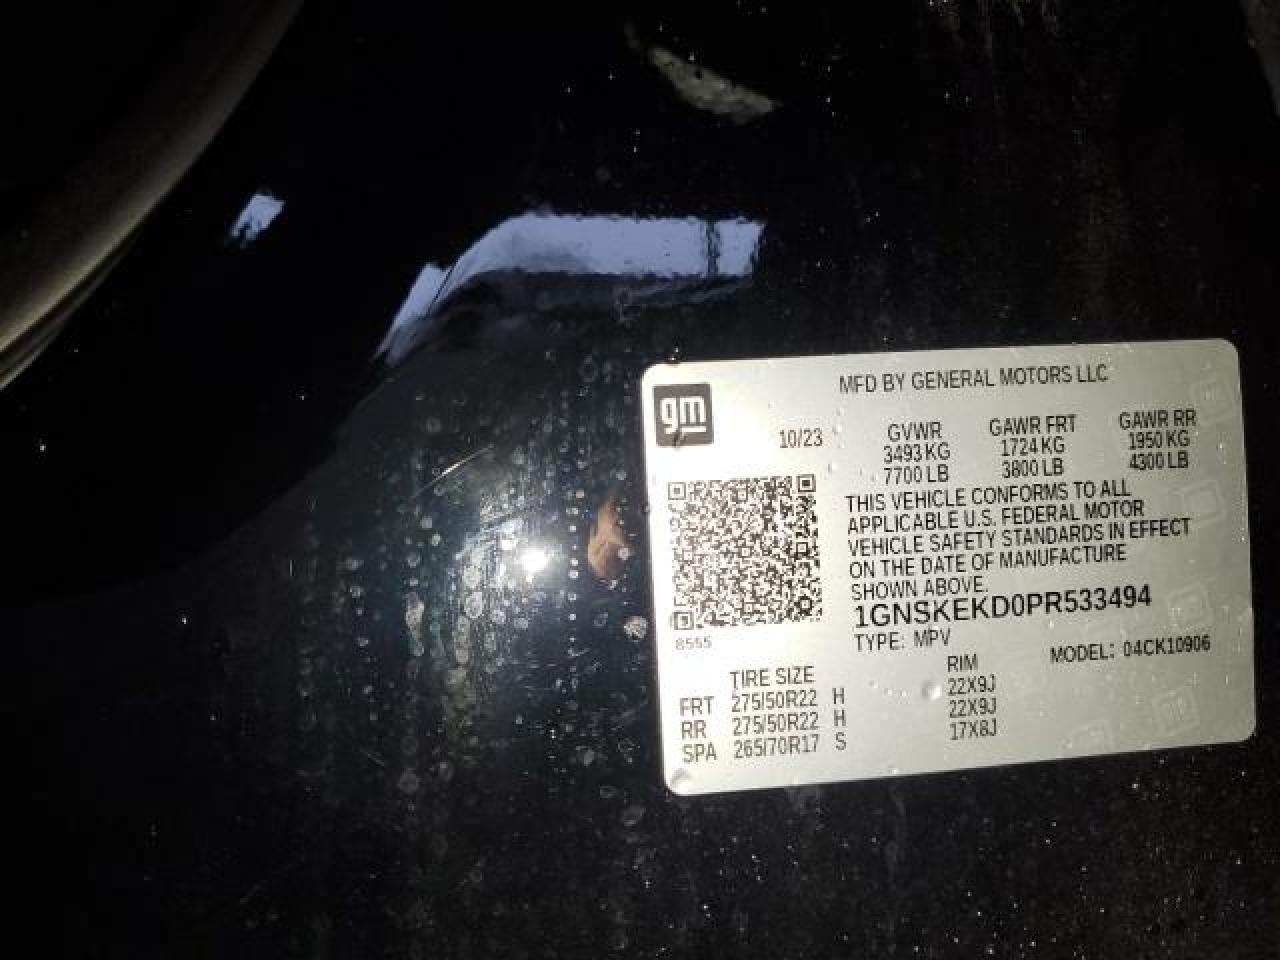 MFD BY GENERAL MOTORS LLC
gm
10/23
GVWR GAWR FRT GAWR RR
3493 KG 1724 KG 1950 KG
7700 LB 3800 LB 4300 LB
THIS VEHICLE CONFORMS TO ALL
APPLICABLE U.S. FEDERAL MOTOR
VEHICLE SAFETY STANDARDS IN EFFECT
ON THE DATE OF MANUFACTURE
SHOWN ABOVE.
1GNSKEKD0PR533494
8555
TYPE: MPV MODEL: 04CK10906
TIRE SIZE RIM
FRT 275/50R22 H 22X9J
RR 275/50R22 H 22X9J
SPA 265/70R17 S 17X8J